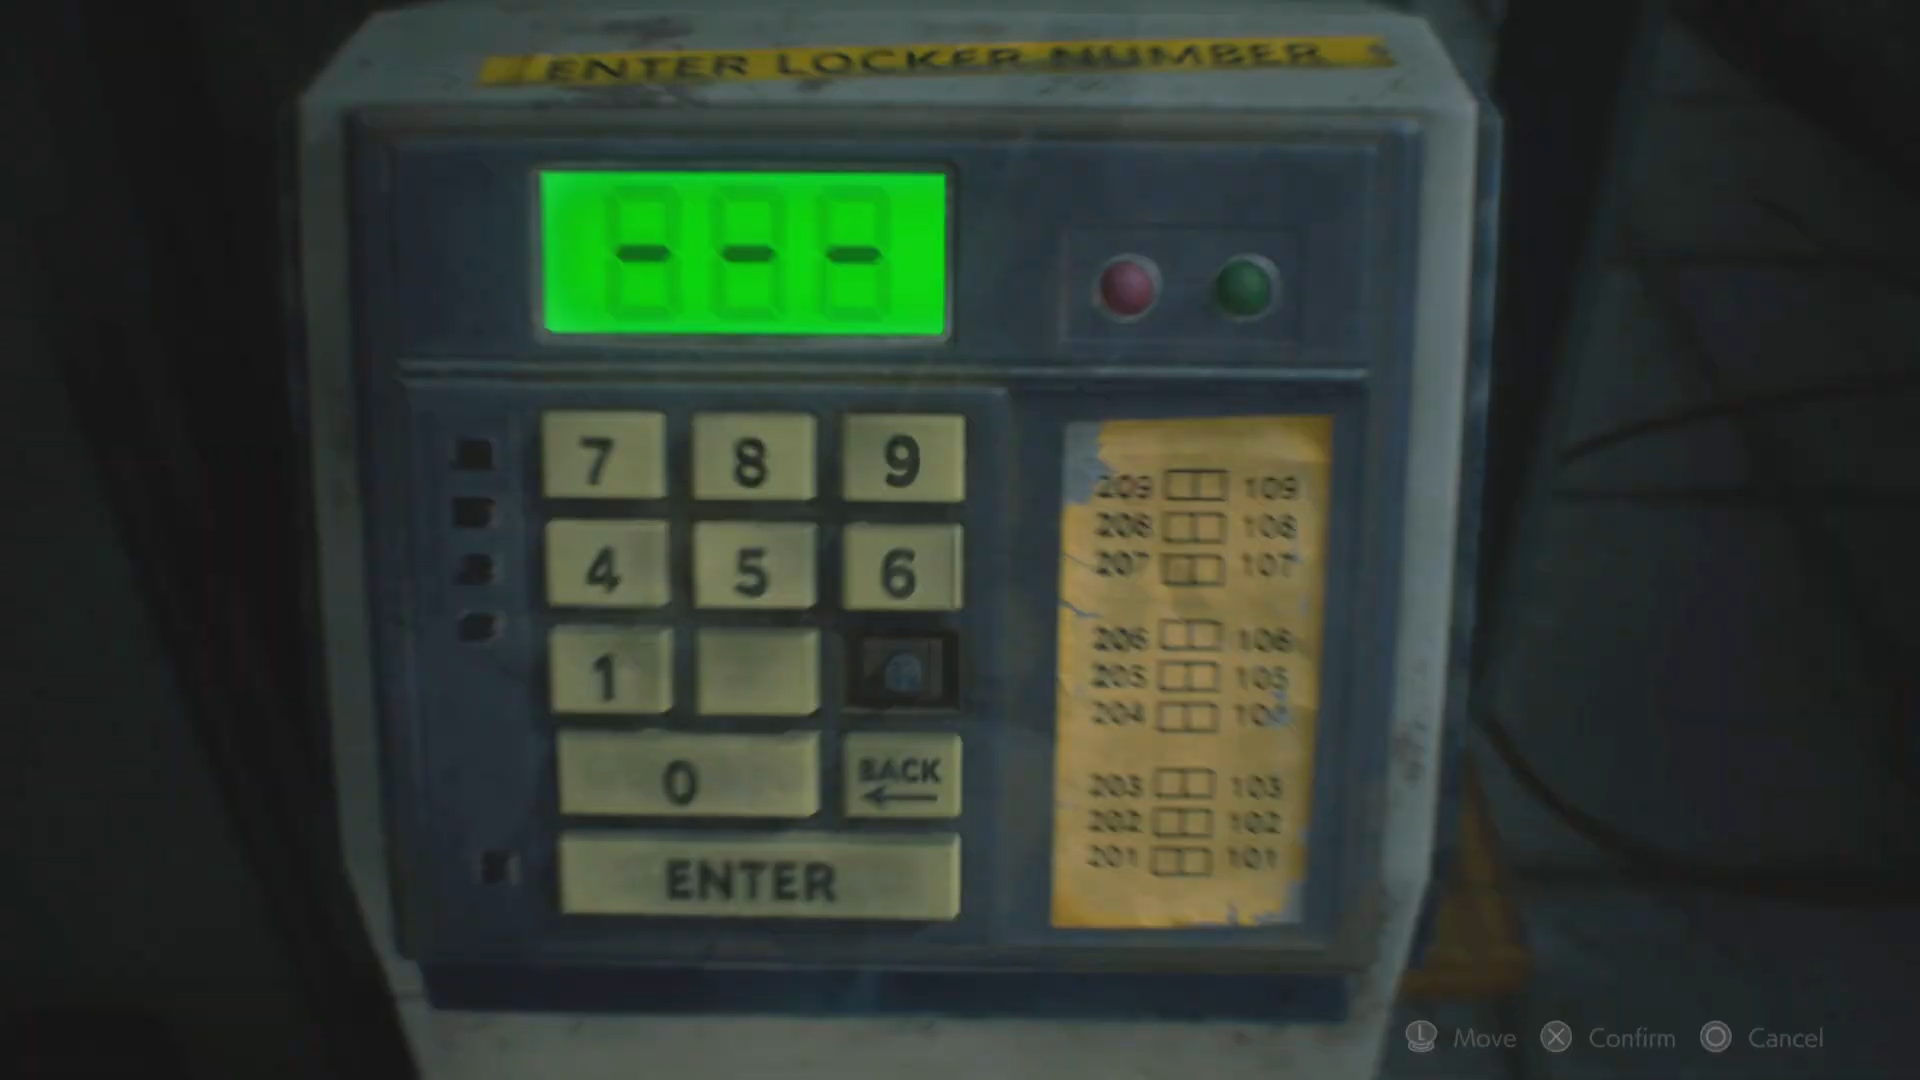 ENTER LOCKER NUMBER
- - -
7 8 9
4 5 6
1
0 BACK
ENTER
209 109
208 108
207 107
206 106
205 105
204
203 103
202 102
201 101
L Move X Confirm O Cancel